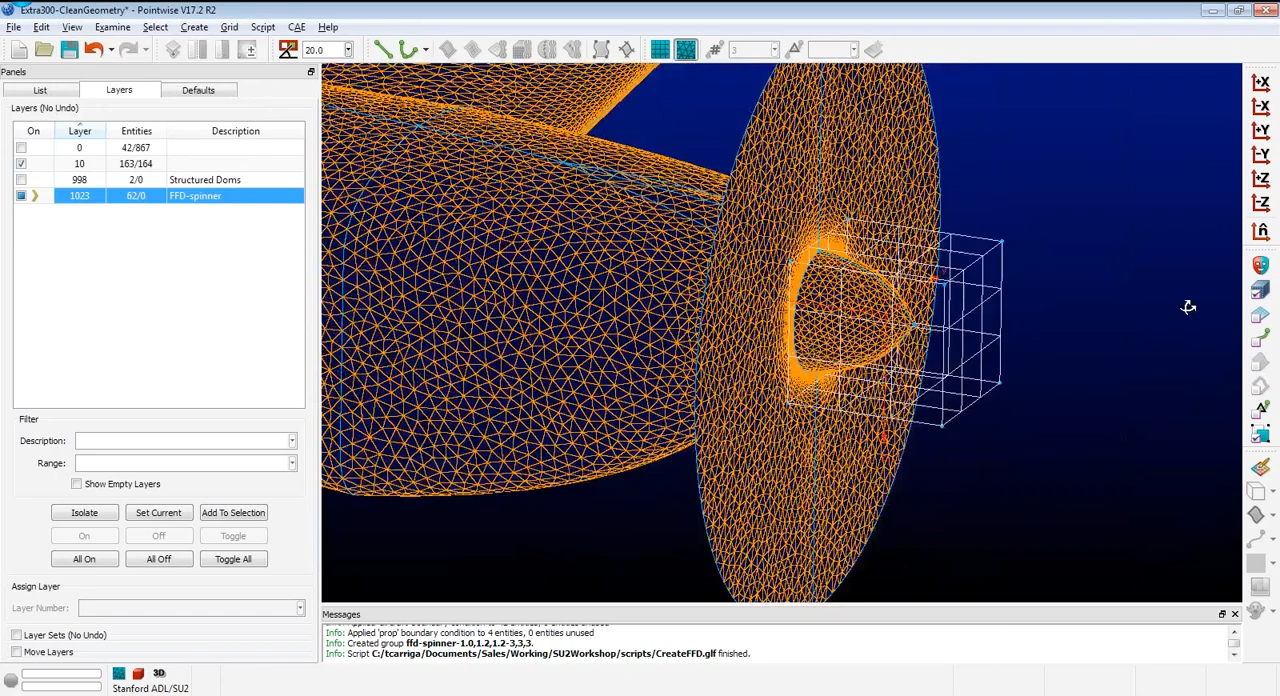 Extra300-CleanGeometry* - Pointwise V17.2 R2
File Edit View Examine Select Create Grid Script CAE Help
20.0 3
Panels
List Layers Defaults
Layers (No Undo)
On Layer Entities Description
0 42/867
10 163/164
998 2/0 Structured Doms
1023 62/0 FFD-spinner
Filter
Description:
Range:
Show Empty Layers
Isolate Set Current Add To Selection
On Off Toggle
All On All Off Toggle All
Assign Layer
Layer Number:
Layer Sets (No Undo)
Move Layers
+X
-X
+Y
-Y
+Z
-Z
n
Messages
Info: Applied 'prop' boundary condition to 4 entities, 0 entities unused
Info: Created group ffd-spinner-1.0,1.2,1.2-3,3,3.
Info: Script C:/tcarriga/Documents/Sales/Working/SU2Workshop/scripts/CreateFFD.glf finished.
3D
Stanford ADL/SU2